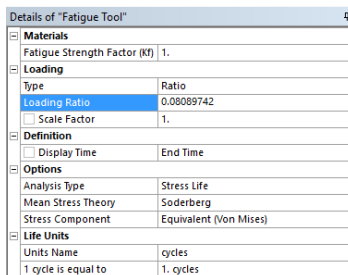 Details of "Fatigue Tool"
Materials
Fatigue Strength Factor (Kf) 1.
Loading
Type Ratio
Loading Ratio 0.08089742
Scale Factor 1.
Definition
Display Time End Time
Options
Analysis Type Stress Life
Mean Stress Theory Soderberg
Stress Component Equivalent (Von Mises)
Life Units
Units Name cycles
1 cycle is equal to 1. cycles